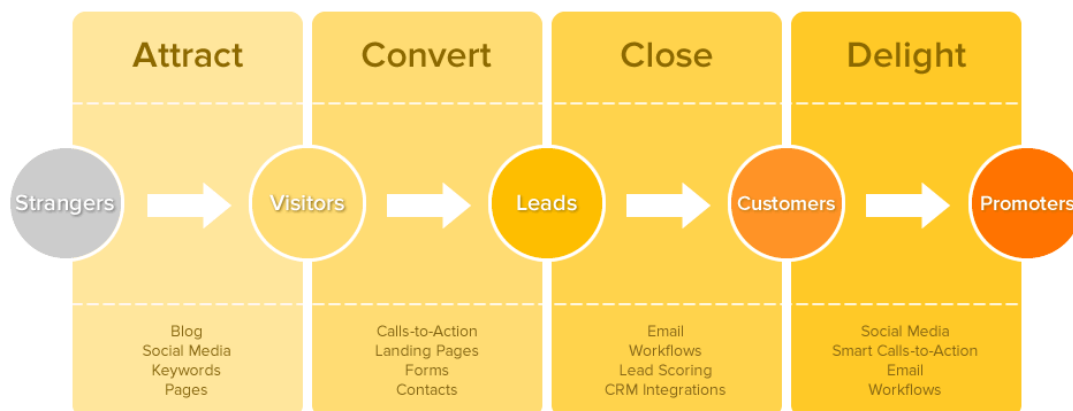 Attract
Convert
Close
Delight
Strangers
Visitors
Leads
Customers
Promoters
Blog
Social Media
Keywords
Pages
Calls-to-Action
Landing Pages
Forms
Contacts
Email
Workflows
Lead Scoring
CRM Integrations
Social Media
Smart Calls-to-Action
Email
Workflows